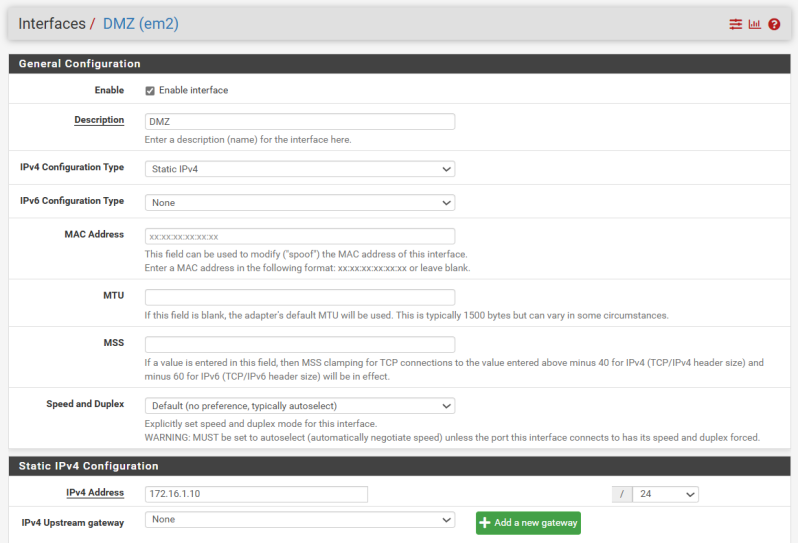 Interfaces / DMZ (em2)
General Configuration
Enable Enable interface
Description DMZ
Enter a description (name) for the interface here.
IPv4 Configuration Type Static IPv4
IPv6 Configuration Type None
MAC Address xx:xx:xx:xx:xx:xx
This field can be used to modify ("spoof") the MAC address of this interface.
Enter a MAC address in the following format: xx:xx:xx:xx:xx:xx or leave blank.
MTU
If this field is blank, the adapter's default MTU will be used. This is typically 1500 bytes but can vary in some circumstances.
MSS
If a value is entered in this field, then MSS clamping for TCP connections to the value entered above minus 40 for IPv4 (TCP/IPv4 header size) and
minus 60 for IPv6 (TCP/IPv6 header size) will be in effect.
Speed and Duplex Default (no preference, typically autoselect)
Explicitly set speed and duplex mode for this interface.
WARNING: MUST be set to autoselect (automatically negotiate speed) unless the port this interface connects to has its speed and duplex forced.
Static IPv4 Configuration
IPv4 Address 172.16.1.10 / 24
IPv4 Upstream gateway None Add a new gateway